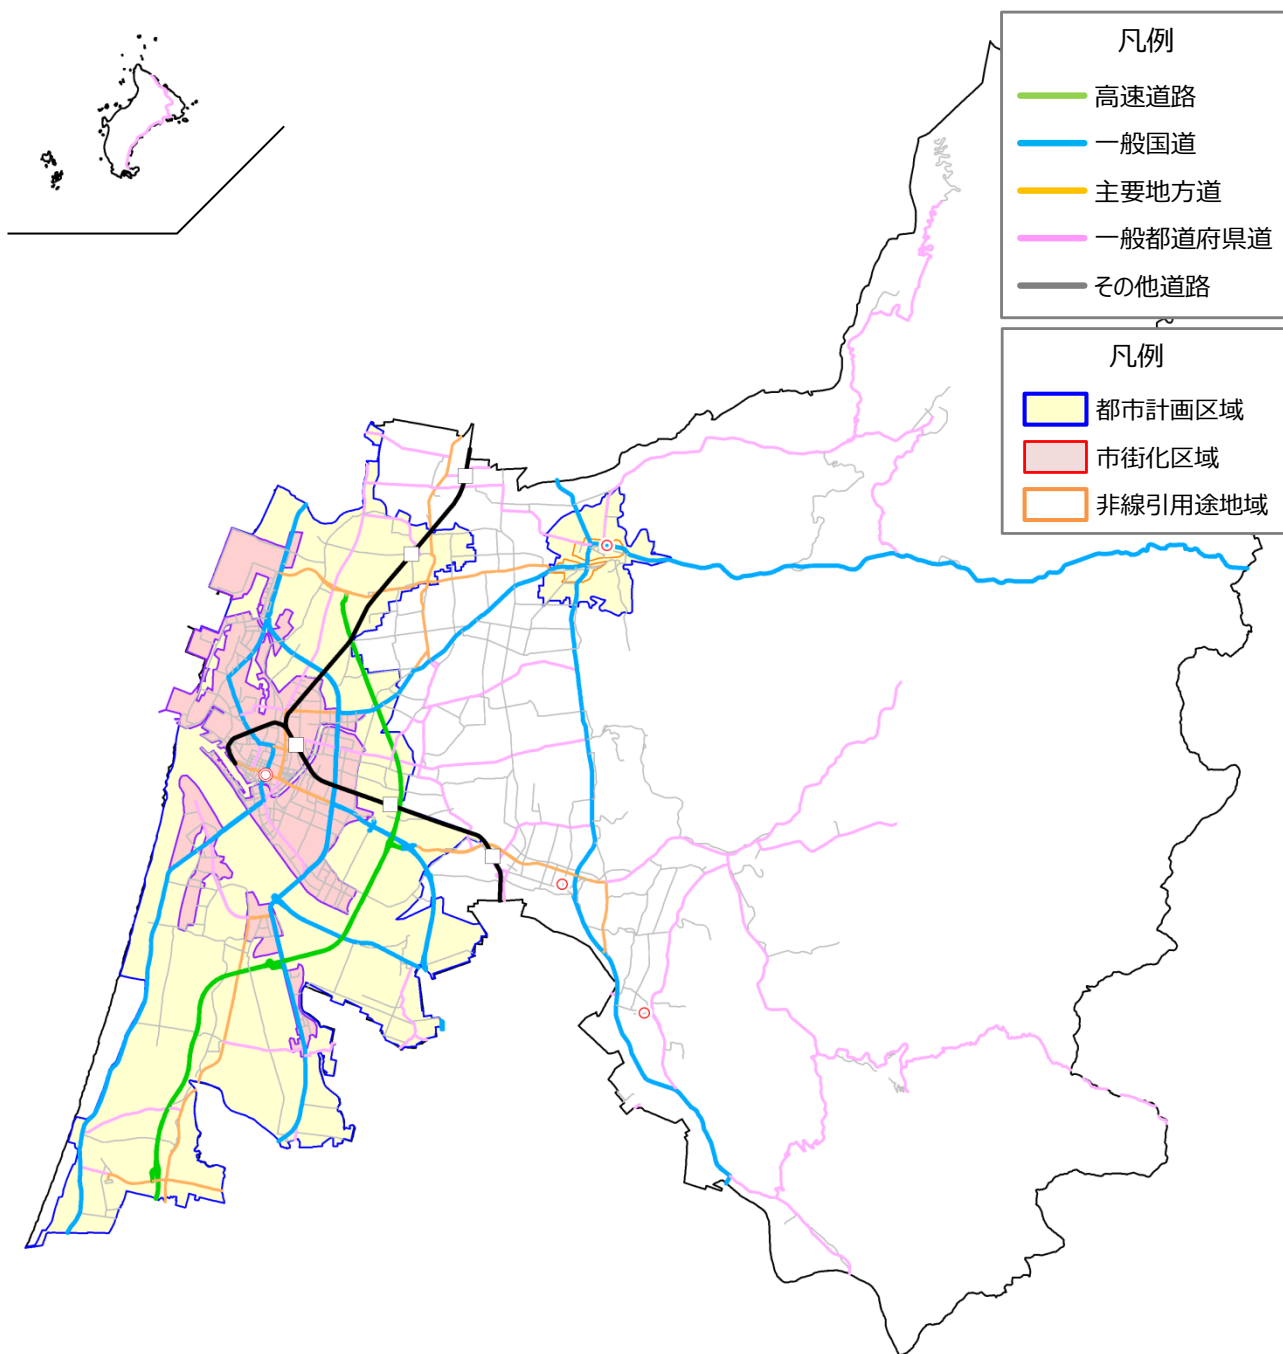 凡例
高速道路
一般国道
主要地方道
一般都道府県道
その他道路
凡例
都市計画区域
市街化区域
非線引用途地域